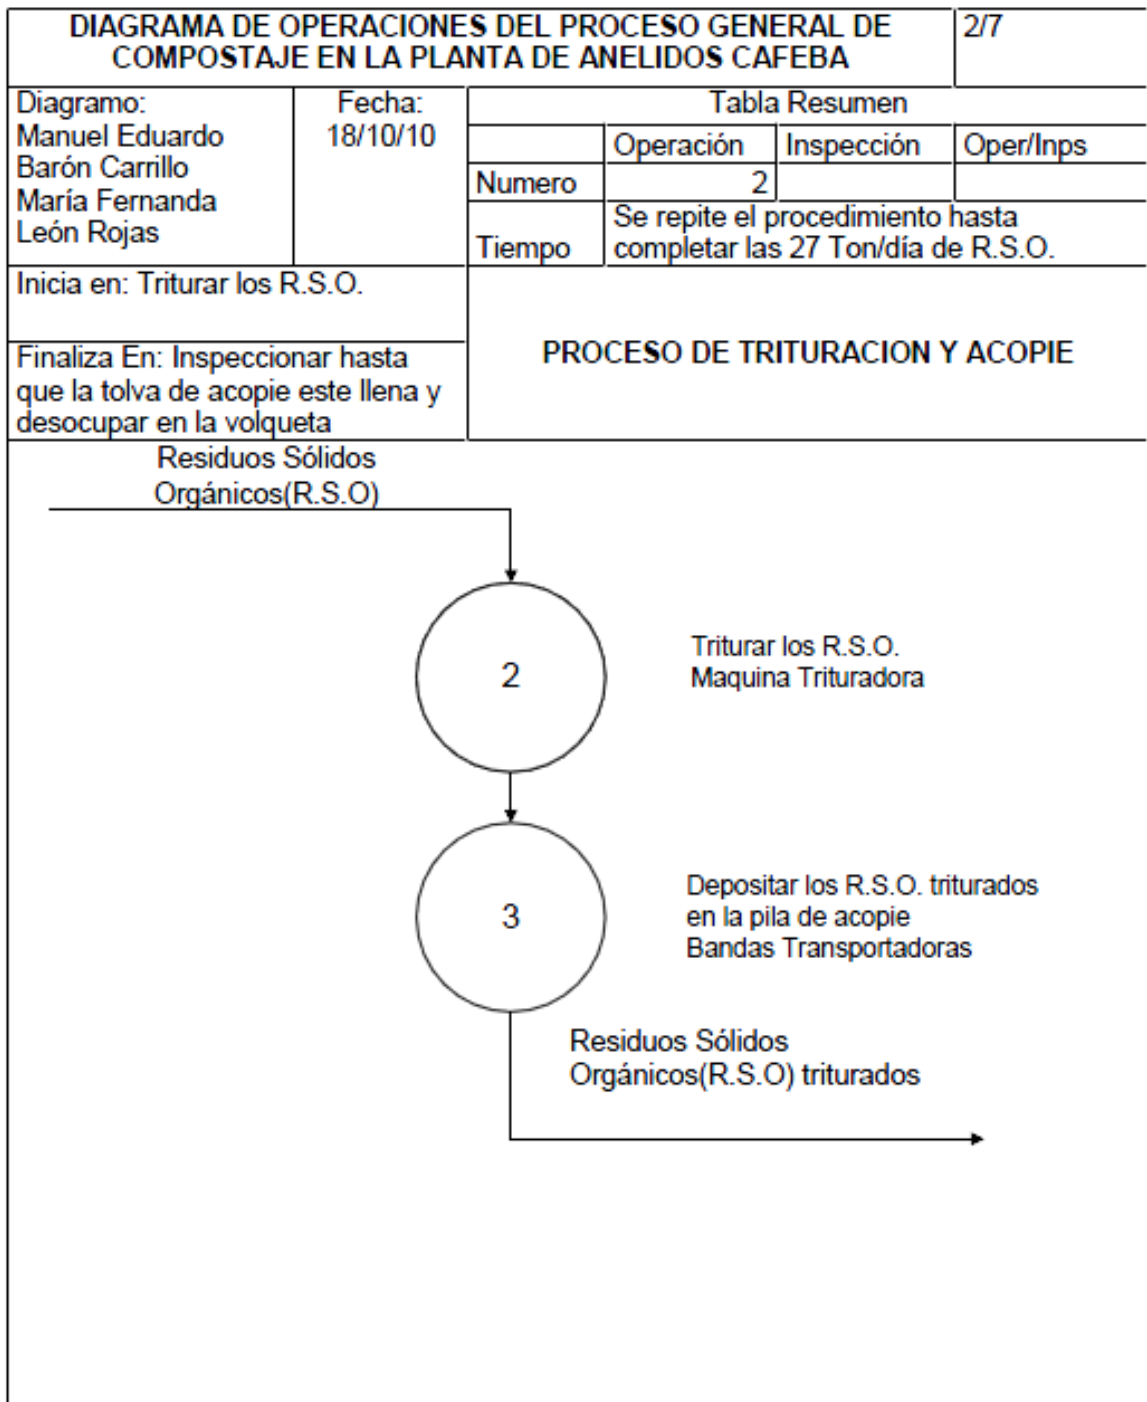 DIAGRAMA DE OPERACIONES DEL PROCESO GENERAL DE
COMPOSTAJE EN LA PLANTA DE ANELIDOS CAFEBA
2/7
Diagramo:
Manuel Eduardo
Barón Carrillo
María Fernanda
León Rojas
Fecha:
18/10/10
Tabla Resumen
Operación Inspección Oper/Inps
Numero 2
Tiempo
Se repite el procedimiento hasta
completar las 27 Ton/día de R.S.O.
Inicia en: Triturar los R.S.O.
Finaliza En: Inspeccionar hasta
que la tolva de acopie este llena y
desocupar en la volqueta
PROCESO DE TRITURACION Y ACOPIE
Residuos Sólidos
Orgánicos(R.S.O)
2
Triturar los R.S.O.
Maquina Trituradora
3
Depositar los R.S.O. triturados
en la pila de acopie
Bandas Transportadoras
Residuos Sólidos
Orgánicos(R.S.O) triturados